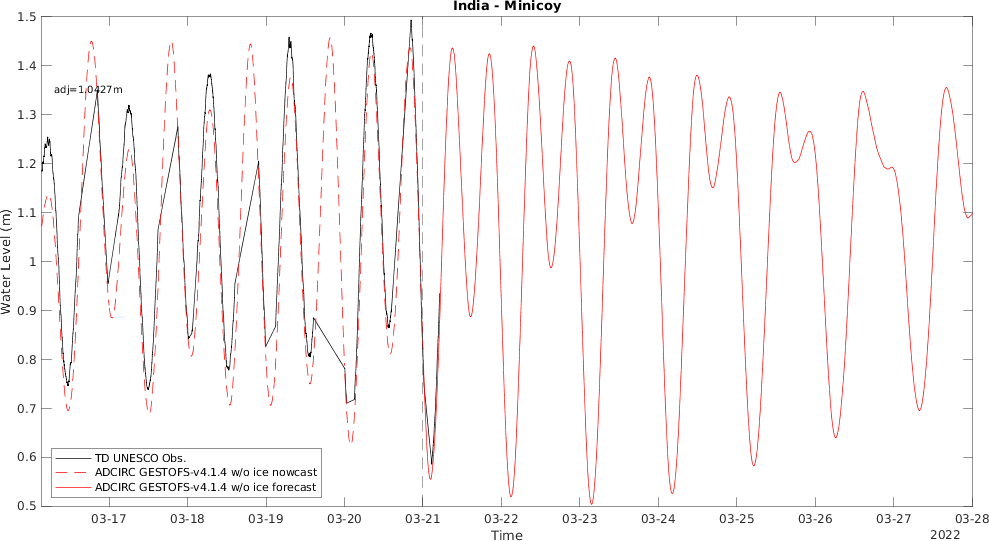 India - Minicoy
1.5
1.4
1.3
1.2
1.1
1
0.9
0.8
0.7
0.6
0.5
Water Level (m)
adj=1.0427m
TD UNESCO Obs.
ADCIRC GESTOFS-v4.1.4 w/o ice nowcast
ADCIRC GESTOFS-v4.1.4 w/o ice forecast
03-17 03-18 03-19 03-20 03-21 03-22 03-23 03-24 03-25 03-26 03-27 03-28
Time
2022